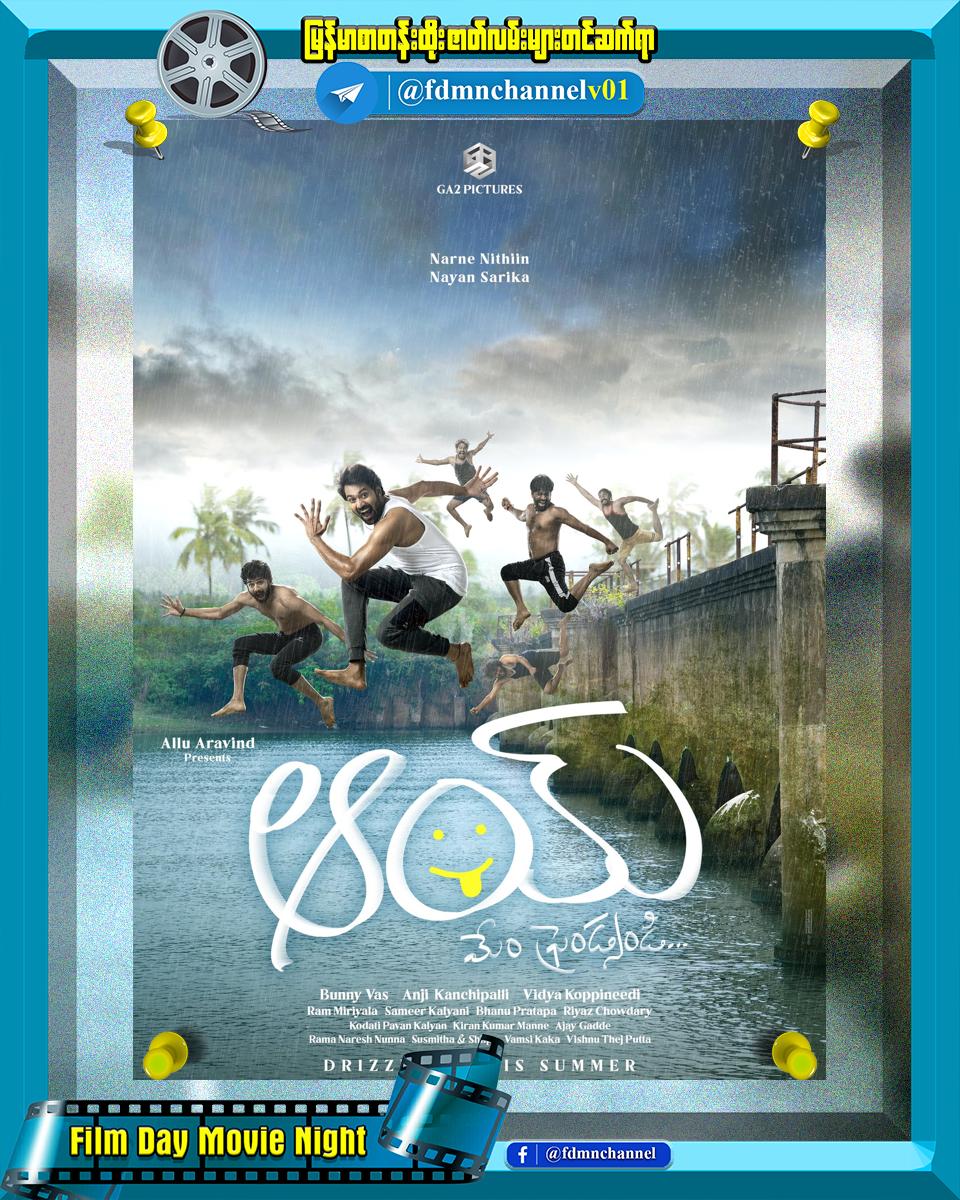 မြန်မာစာတန်းထိုးဇာတ်လမ်းများတင်ဆက်ရာ
@fdmnchannelv01
GA2 PICTURES
Narne Nithiin
Nayan Sarika
Allu Aravind
Presents
ఆయ్
మేం ఫ్రెండ్సండి...
Bunny Vas Anji Kanchipalli Vidya Koppineedi
Ram Miriyala Sameer Kalyani Bhanu Pratapa Riyaz Chowdary
Kodati Pavan Kalyan Kiran Kumar Manne Ajay Gadde
Rama Naresh Nunna Susmitha & Vamsi Kaka Vishnu Thej Putta
DRIZZ IS SUMMER
Film Day Movie Night
@fdmnchannel